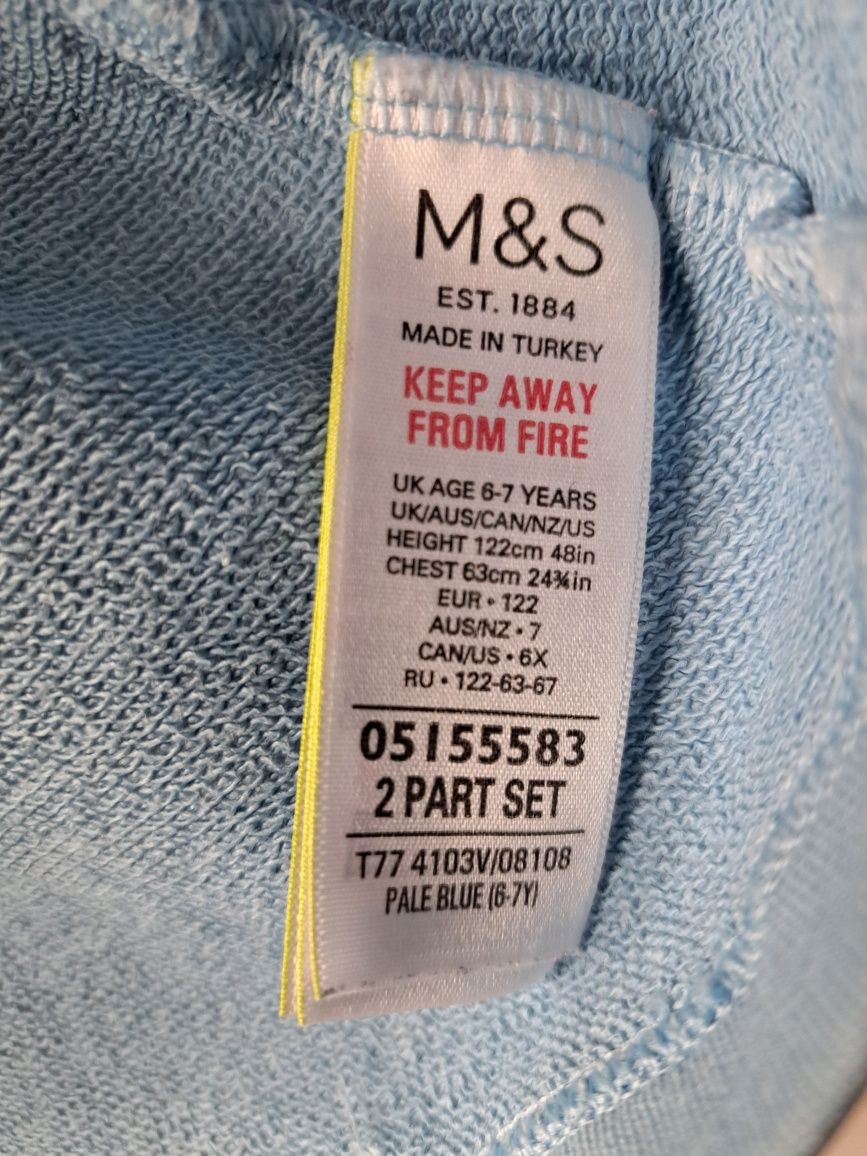 M&S
EST. 1884
MADE IN TURKEY
KEEP AWAY
FROM FIRE
UK AGE 6-7 YEARS
UK/AUS/CAN/NZ/US
HEIGHT 122cm 48in
CHEST 63cm 24¾in
EUR • 122
AUS/NZ • 7
CAN/US • 6X
RU • 122-63-67
05155583
2 PART SET
T77 4103V/08108
PALE BLUE (6-7Y)